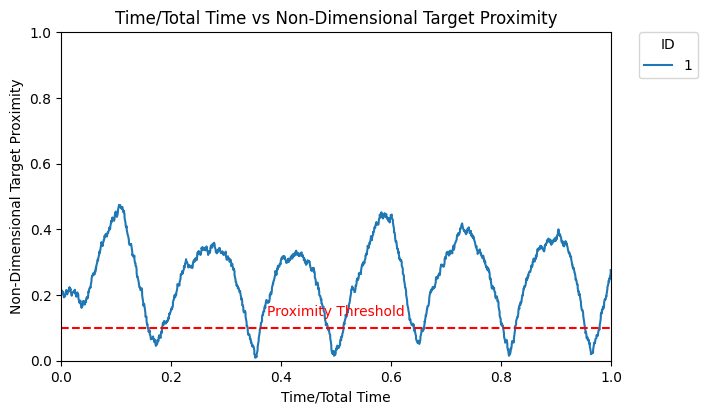 Time/Total Time vs Non-Dimensional Target Proximity
ID
1
1.0
0.8
0.6
0.4
0.2
0.0
Non-Dimensional Target Proximity
Proximity Threshold
0.0 0.2 0.4 0.6 0.8 1.0
Time/Total Time